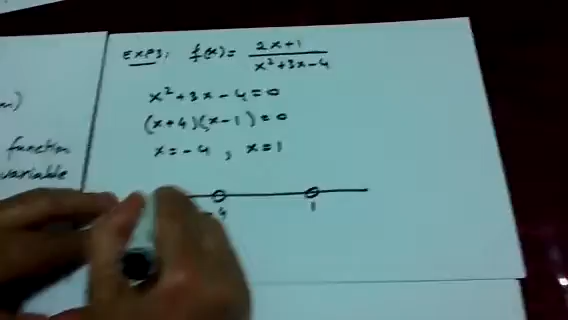 m)
function
variable
EXP3: f(x) = 2x+1 / x²+3x-4
x²+3x-4=0
(x+4)(x-1)=0
x=-4 , x=1
-4 1